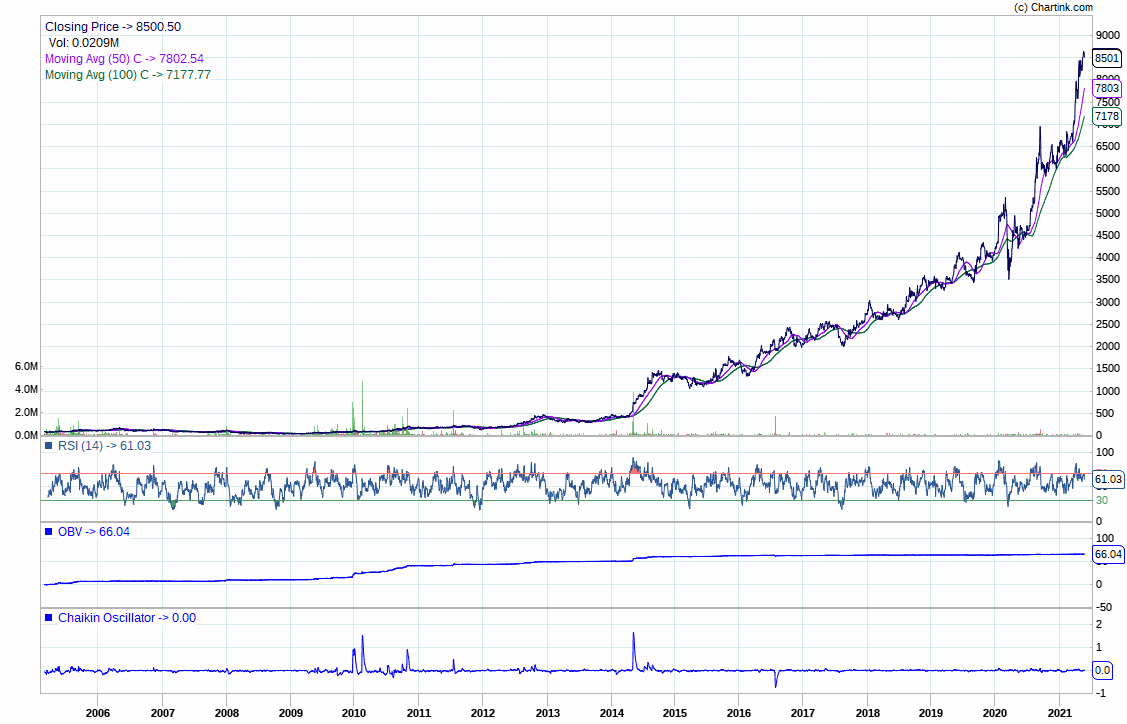 (c) Chartink.com
Closing Price -> 8500.50
Vol: 0.0209M
Moving Avg (50) C -> 7802.54
Moving Avg (100) C -> 7177.77
9000
8501
8000
7803
7500
7178
6500
6000
5500
5000
4500
4000
3500
3000
2500
2000
1500
1000
500
0
6.0M
4.0M
2.0M
0.0M
RSI (14) -> 61.03
100
61.03
30
0
OBV -> 66.04
100
66.04
0
-50
Chaikin Oscillator -> 0.00
2
1
0.0
-1
2006 2007 2008 2009 2010 2011 2012 2013 2014 2015 2016 2017 2018 2019 2020 2021